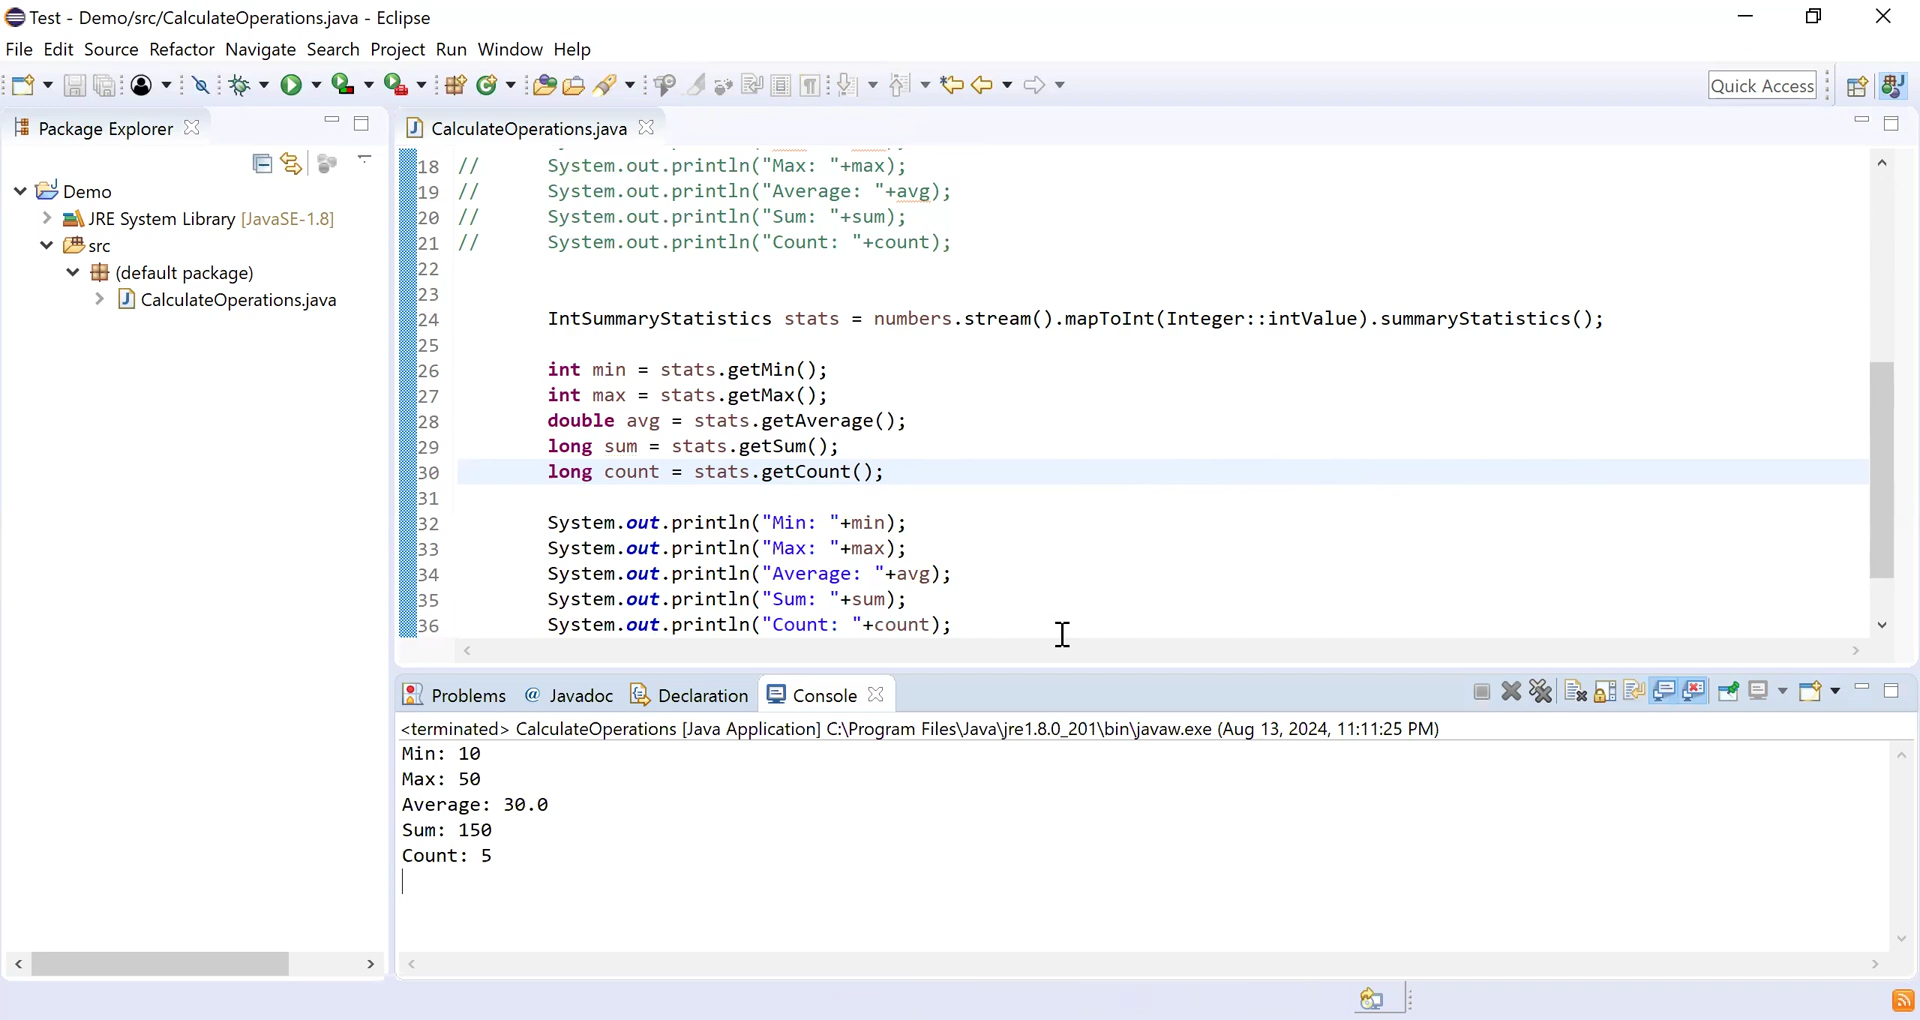 Test - Demo/src/CalculateOperations.java - Eclipse
File Edit Source Refactor Navigate Search Project Run Window Help
Quick Access
Package Explorer
Demo
JRE System Library [JavaSE-1.8]
src
(default package)
CalculateOperations.java
CalculateOperations.java
18 // System.out.println("Max: "+max);
19 // System.out.println("Average: "+avg);
20 // System.out.println("Sum: "+sum);
21 // System.out.println("Count: "+count);
22
23
24 IntSummaryStatistics stats = numbers.stream().mapToInt(Integer::intValue).summaryStatistics();
25
26 int min = stats.getMin();
27 int max = stats.getMax();
28 double avg = stats.getAverage();
29 long sum = stats.getSum();
30 long count = stats.getCount();
31
32 System.out.println("Min: "+min);
33 System.out.println("Max: "+max);
34 System.out.println("Average: "+avg);
35 System.out.println("Sum: "+sum);
36 System.out.println("Count: "+count);
Problems @ Javadoc Declaration Console
<terminated> CalculateOperations [Java Application] C:\Program Files\Java\jre1.8.0_201\bin\javaw.exe (Aug 13, 2024, 11:11:25 PM)
Min: 10
Max: 50
Average: 30.0
Sum: 150
Count: 5